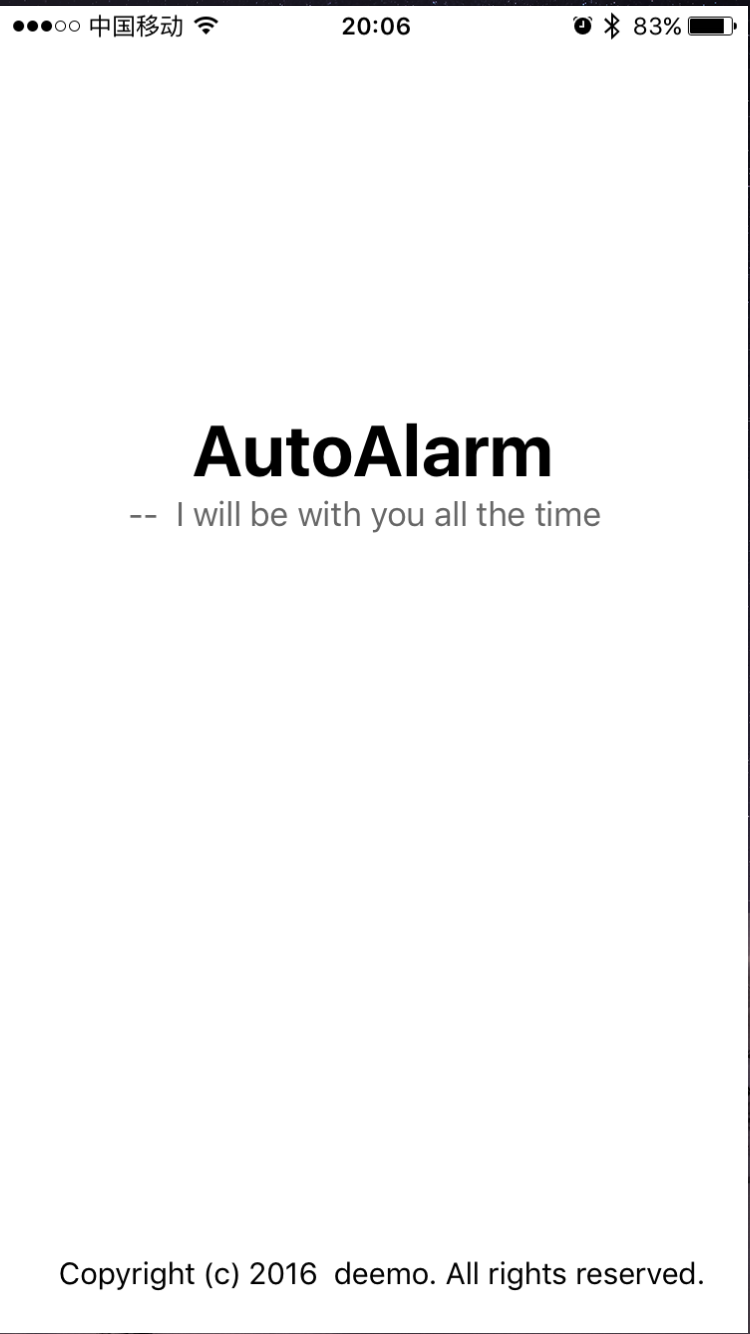 中国移动 20:06 83%
AutoAlarm
-- I will be with you all the time
Copyright (c) 2016 deemo. All rights reserved.